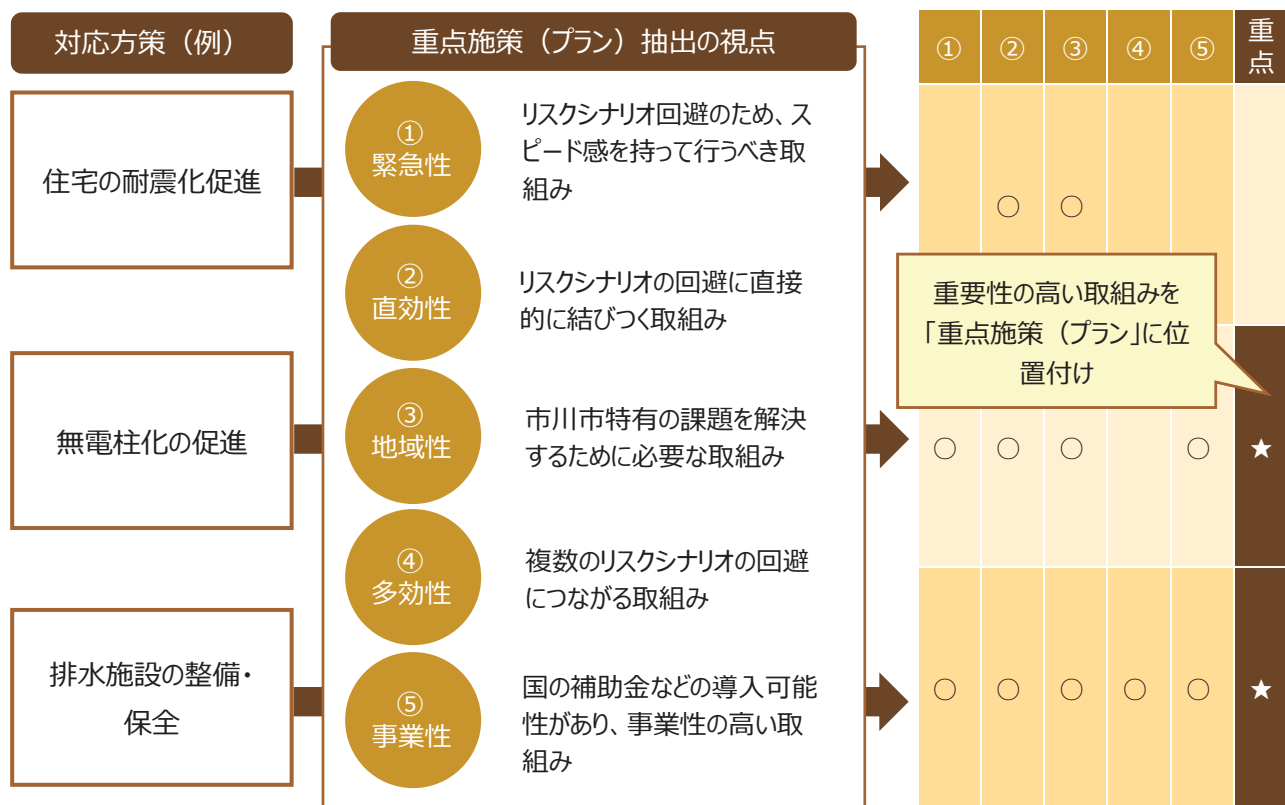 対応方策（例）
重点施策（プラン）抽出の視点
①
②
③
④
⑤
重
点
住宅の耐震化促進
①
緊急性
リスクシナリオ回避のため、ス
ピード感を持って行うべき取
組み
○
○
②
直効性
リスクシナリオの回避に直接
的に結びつく取組み
重要性の高い取組みを
「重点施策（プラン」に位
置付け
無電柱化の促進
③
地域性
市川市特有の課題を解決
するために必要な取組み
○
○
○
○
★
④
多効性
複数のリスクシナリオの回避
につながる取組み
排水施設の整備・
保全
⑤
事業性
国の補助金などの導入可能
性があり、事業性の高い取
組み
○
○
○
○
○
★